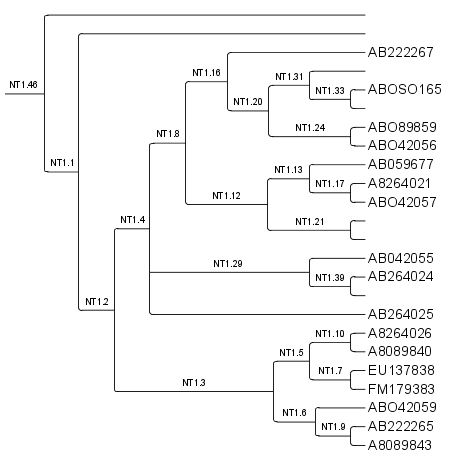 AB222267
NT1.16
NT1.31
NT1.46
ABOSO165
NT1.33
NT1.20
ABO89859
NT1.24
NT1.8
ABO42056
NT1.1
AB059677
NT1.13
A8264021
NT1.17
NT1.12
ABO42057
NT1.4
NT1.21
AB042055
NT1.29
AB264024
NT1.39
NT1.2
AB264025
A8264026
NT1.10
A8089840
NT1.5
EU137838
NT1.7
NT1.3
FM179383
ABO42059
NT1.6
AB222265
NT1.9
A8089843